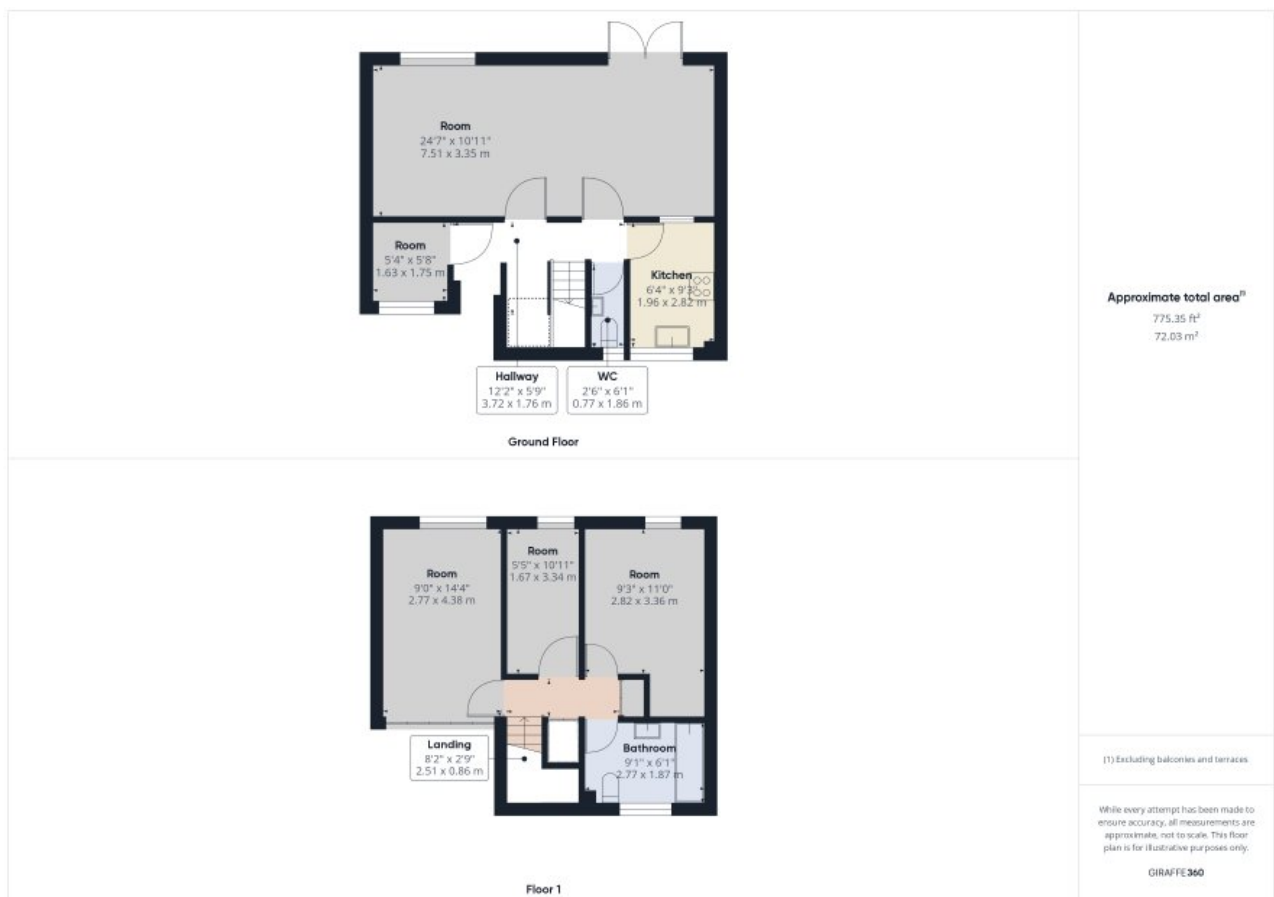 Room
24'7" x 10'11"
7.51 x 3.35 m
Room
5'4" x 5'8"
1.63 x 1.75 m
Kitchen
6'4" x 9'3"
1.96 x 2.82 m
Hallway
12'2" x 5'9"
3.72 x 1.76 m
WC
2'6" x 6'1"
0.77 x 1.86 m
Ground Floor
Room
9'0" x 14'4"
2.77 x 4.38 m
Room
5'5" x 10'11"
1.67 x 3.34 m
Room
9'3" x 11'0"
2.82 x 3.36 m
Landing
8'2" x 2'9"
2.51 x 0.86 m
Bathroom
9'1" x 6'1"
2.77 x 1.87 m
Floor 1
Approximate total area⁽¹⁾
775.35 ft²
72.03 m²
(1) Excluding balconies and terraces
While every attempt has been made to
ensure accuracy, all measurements are
approximate, not to scale. This floor
plan is for illustrative purposes only.
GIRAFFE360